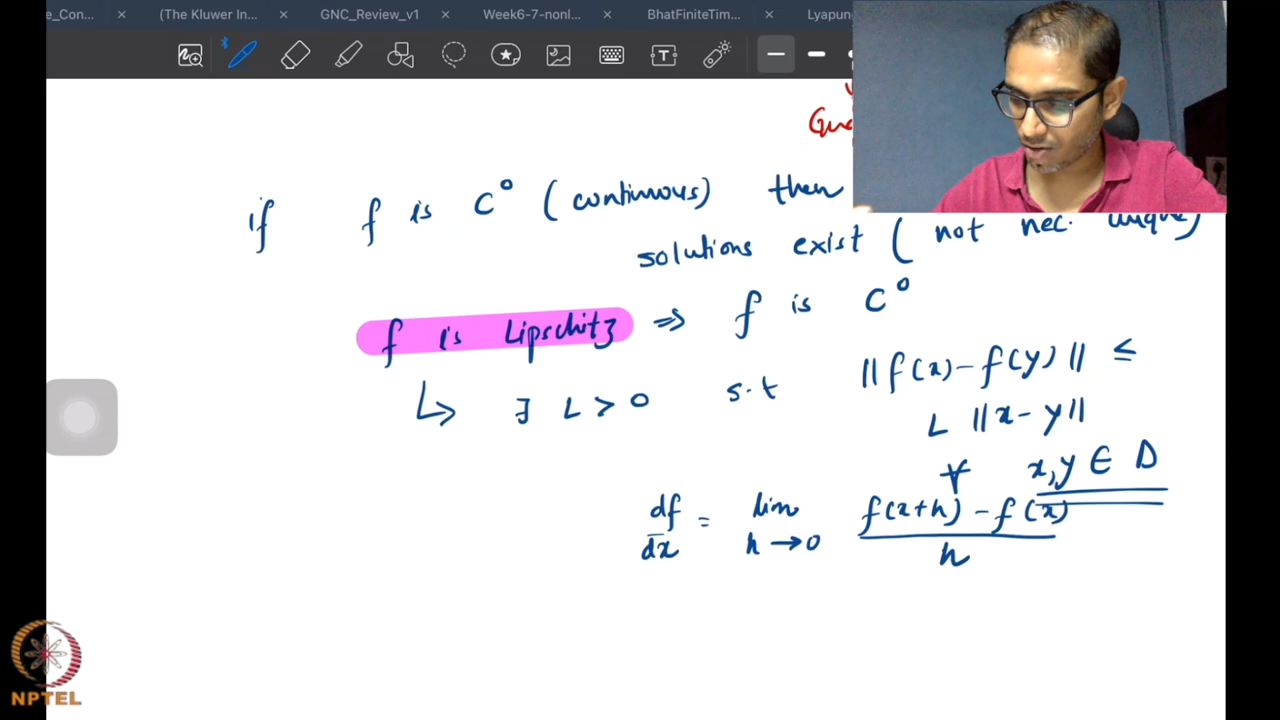 e_Con...
(The Kluwer In...
GNC_Review_v1
Week6-7-nonl...
BhatFiniteTim...
Lyapun
if f is C⁰ (continuous) then
solutions exist (not nec. unique)
f is Lipschitz ⇒ f is C⁰
↳ ∃ L > 0 s.t ||f(x) - f(y)|| ≤
L ||x - y||
∀ x, y ∈ D
df/dx = lim h→0 (f(x+h) - f(x))/h
NPTEL